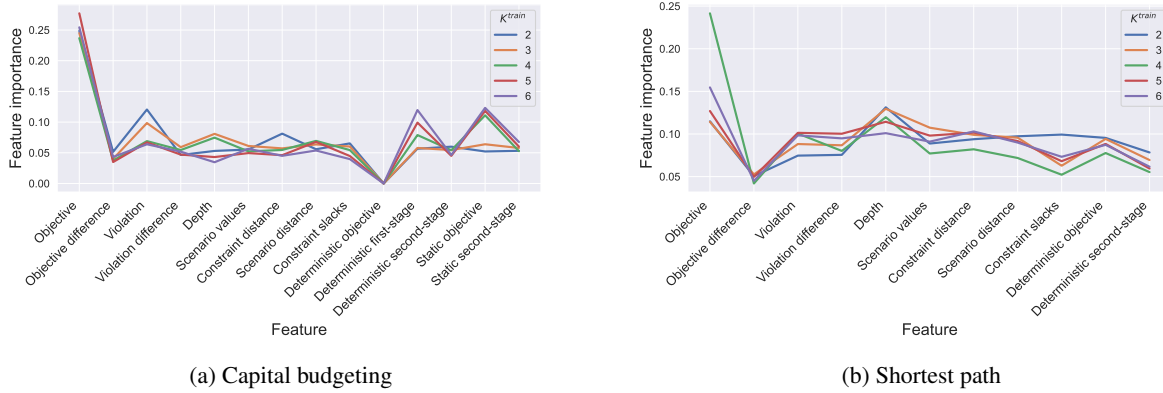 Feature importance
0.25
0.20
0.15
0.10
0.05
0.00
K^train
2
3
4
5
6
Objective
Objective difference
Violation
Violation difference
Depth
Scenario values
Constraint distance
Scenario distance
Constraint slacks
Deterministic objective
Deterministic first-stage
Deterministic second-stage
Static objective
Static second-stage
Feature
(a) Capital budgeting
Feature importance
0.25
0.20
0.15
0.10
0.05
K^train
2
3
4
5
6
Objective
Objective difference
Violation
Violation difference
Depth
Scenario values
Constraint distance
Scenario distance
Constraint slacks
Deterministic objective
Deterministic second-stage
Feature
(b) Shortest path